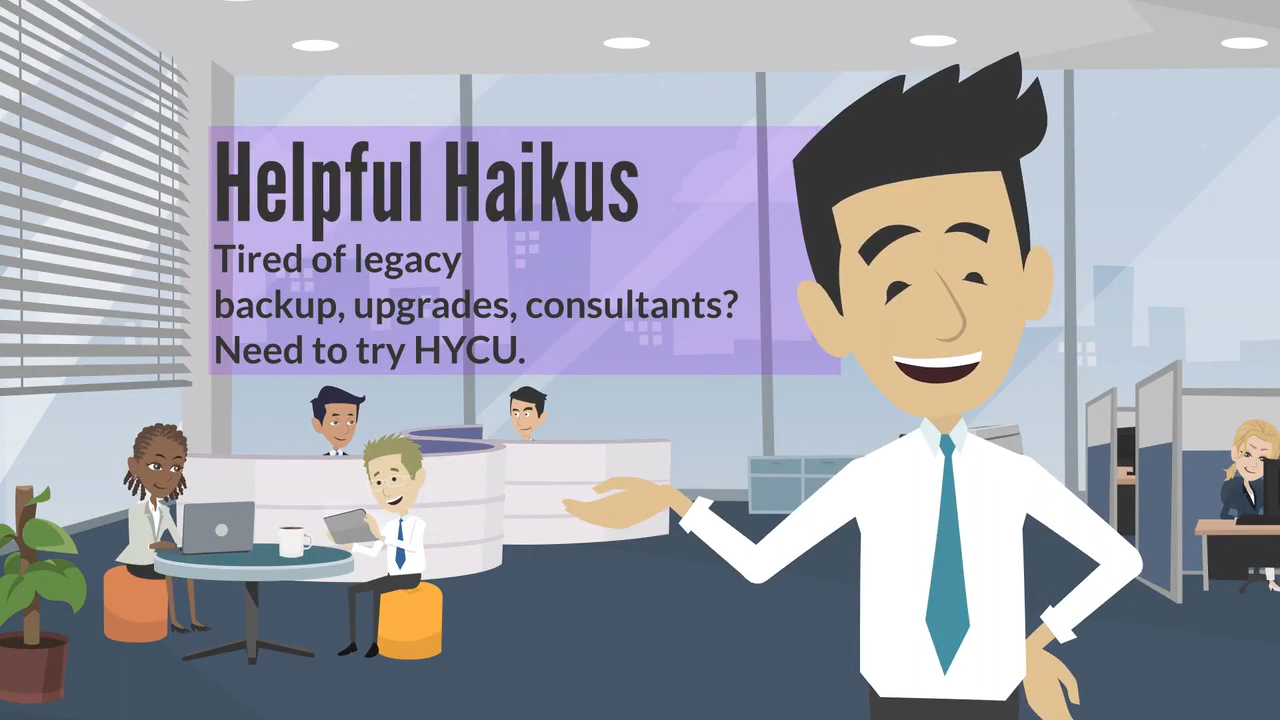 Helpful Haikus
Tired of legacy
backup, upgrades, consultants?
Need to try HYCU.